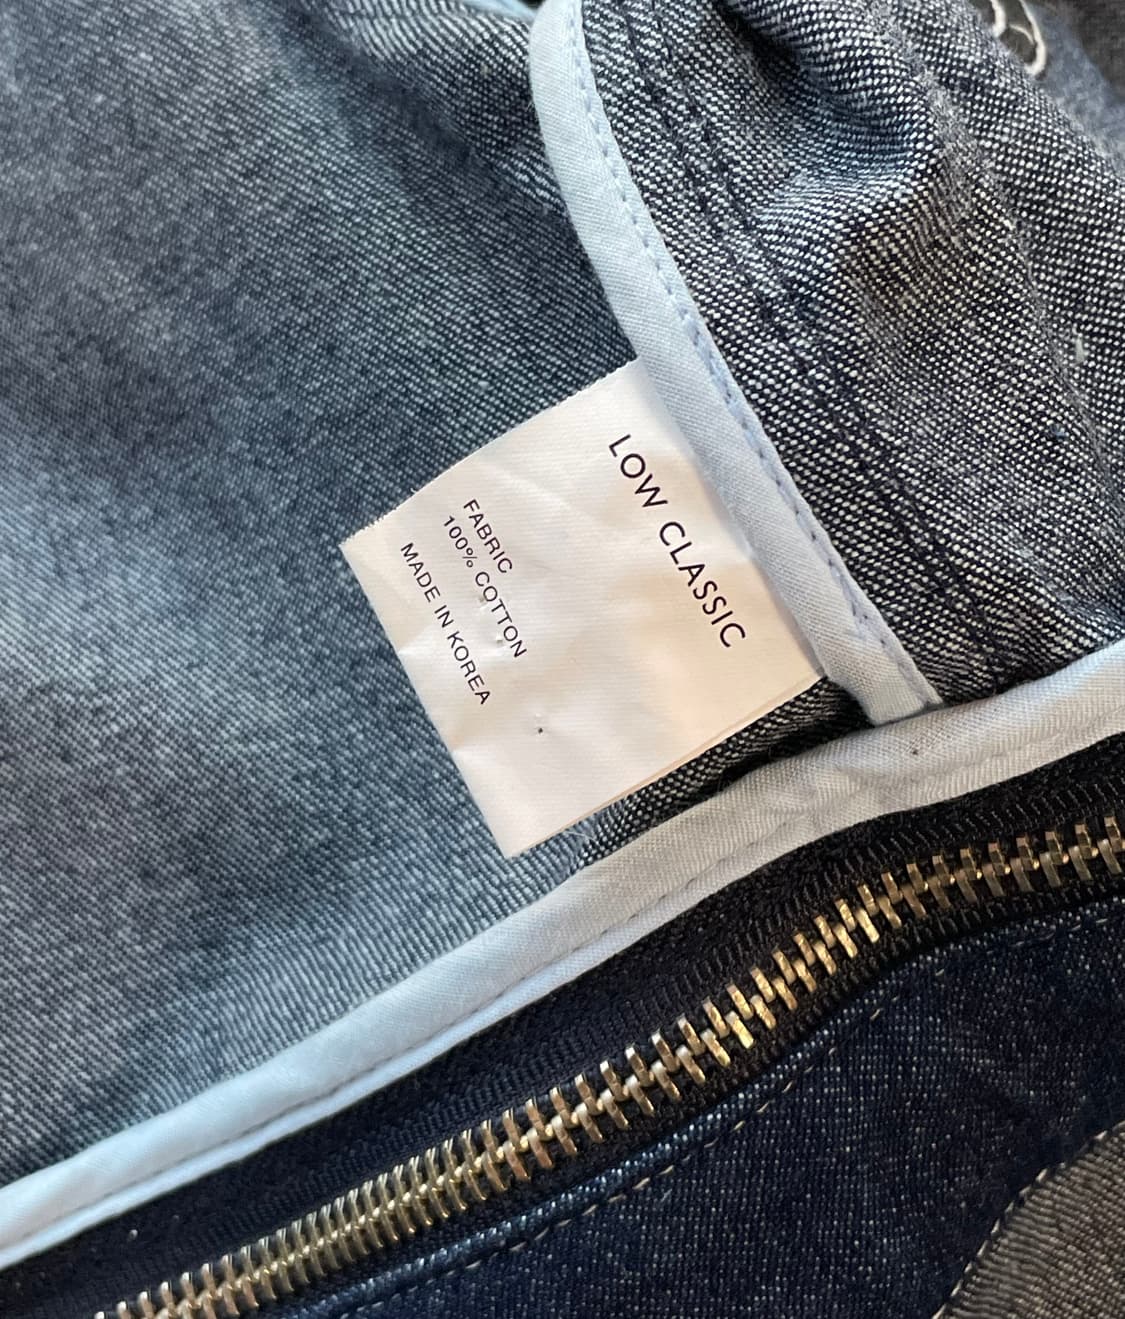 LOW CLASSIC
FABRIC
100% COTTON
MADE IN KOREA